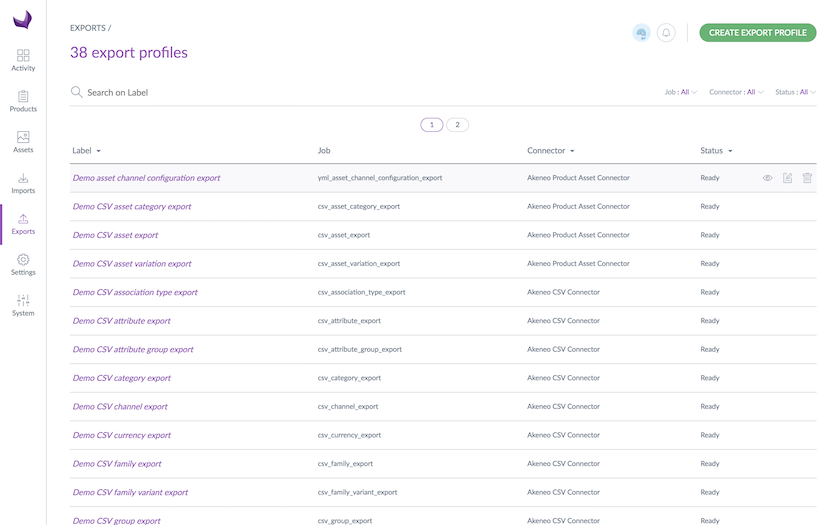 EXPORTS /
38 export profiles
CREATE EXPORT PROFILE
Activity
Products
Assets
Imports
Exports
Settings
System
Search on Label
Job : All
Connector : All
Status : All
1 2
Label Job Connector Status
Demo asset channel configuration export yml_asset_channel_configuration_export Akeneo Product Asset Connector Ready
Demo CSV asset category export csv_asset_category_export Akeneo Product Asset Connector Ready
Demo CSV asset export csv_asset_export Akeneo Product Asset Connector Ready
Demo CSV asset variation export csv_asset_variation_export Akeneo Product Asset Connector Ready
Demo CSV association type export csv_association_type_export Akeneo CSV Connector Ready
Demo CSV attribute export csv_attribute_export Akeneo CSV Connector Ready
Demo CSV attribute group export csv_attribute_group_export Akeneo CSV Connector Ready
Demo CSV category export csv_category_export Akeneo CSV Connector Ready
Demo CSV channel export csv_channel_export Akeneo CSV Connector Ready
Demo CSV currency export csv_currency_export Akeneo CSV Connector Ready
Demo CSV family export csv_family_export Akeneo CSV Connector Ready
Demo CSV family variant export csv_family_variant_export Akeneo CSV Connector Ready
Demo CSV group export csv_group_export Akeneo CSV Connector Ready